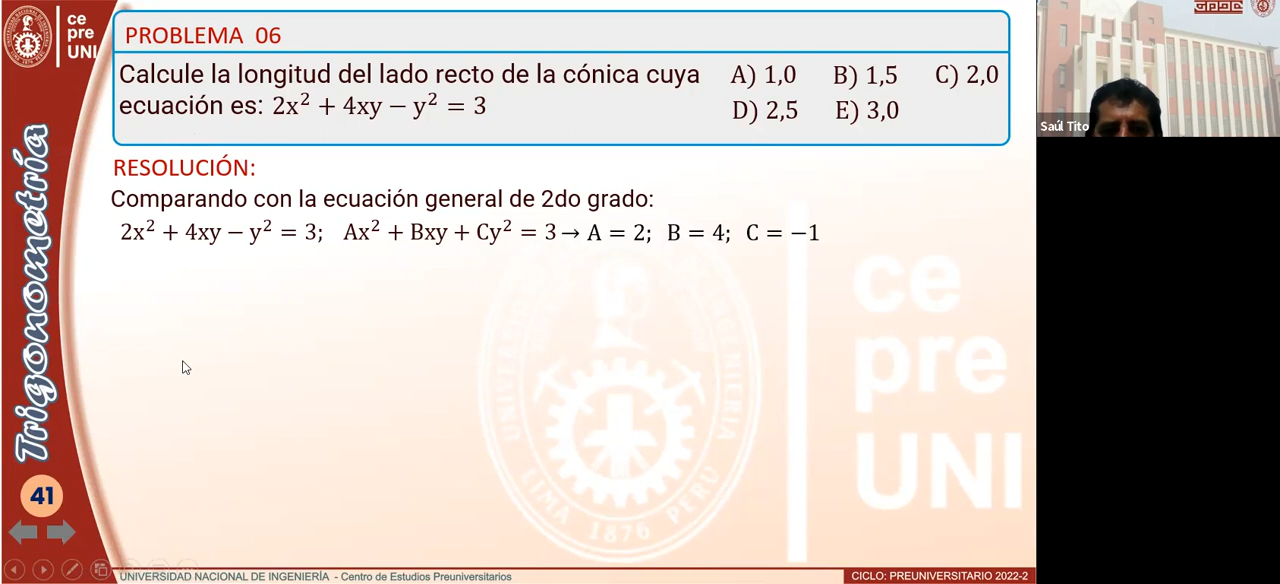 ce
pre
UNI
PROBLEMA 06
Calcule la longitud del lado recto de la cónica cuya
ecuación es: 2x² + 4xy − y² = 3
A) 1,0 B) 1,5 C) 2,0
D) 2,5 E) 3,0
Saúl Tito
RESOLUCIÓN:
Comparando con la ecuación general de 2do grado:
2x² + 4xy − y² = 3; Ax² + Bxy + Cy² = 3 → A = 2; B = 4; C = −1
Trigonometría
ce
pre
UNI
LIMA 1876 PERU
41
UNIVERSIDAD NACIONAL DE INGENIERÍA - Centro de Estudios Preuniversitarios
CICLO: PREUNIVERSITARIO 2022-2